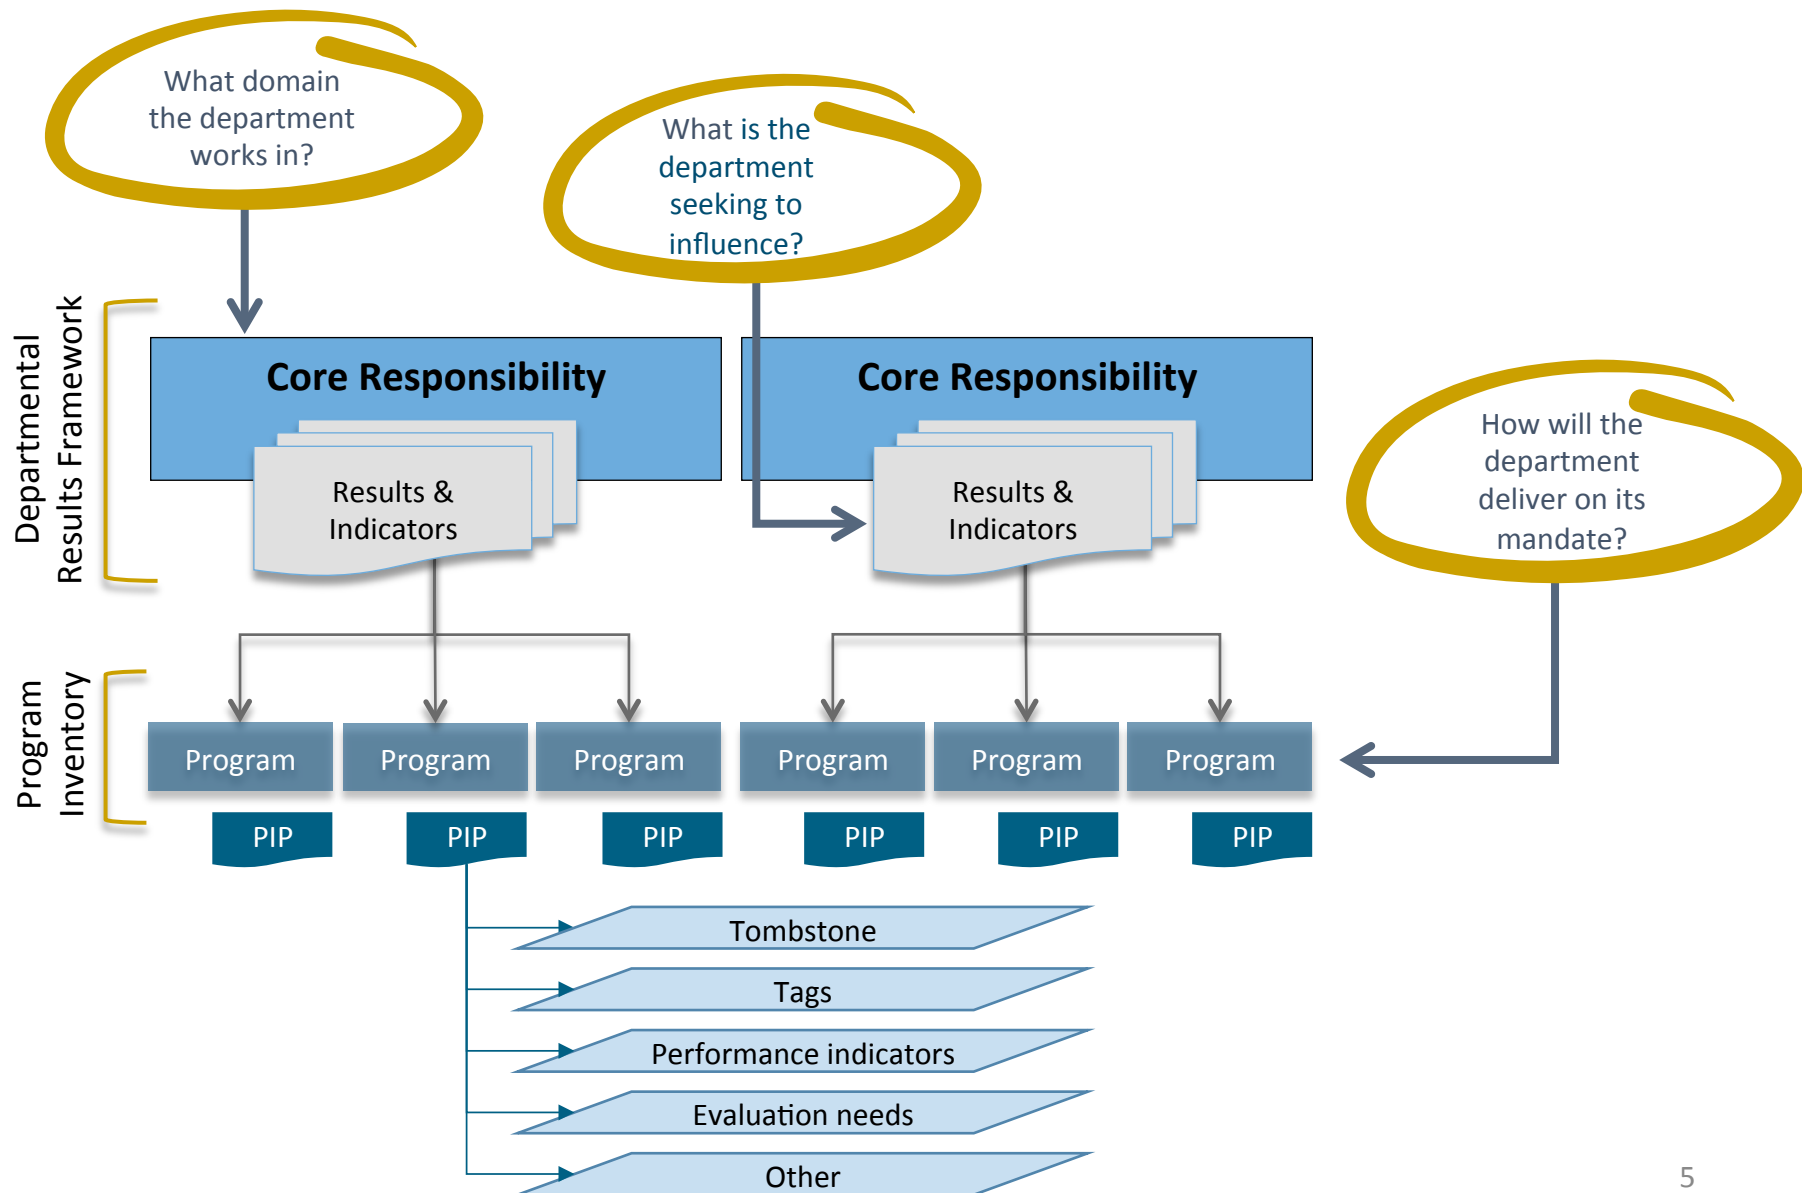 What domain
the department
works in?
What is the
department
seeking to
influence?
Departmental
Results Framework
Core Responsibility
Core Responsibility
Results &
Indicators
Results &
Indicators
How will the
department
deliver on its
mandate?
Program
Inventory
Program
Program
Program
Program
Program
Program
PIP
PIP
PIP
PIP
PIP
PIP
Tombstone
Tags
Performance indicators
Evaluation needs
Other
5